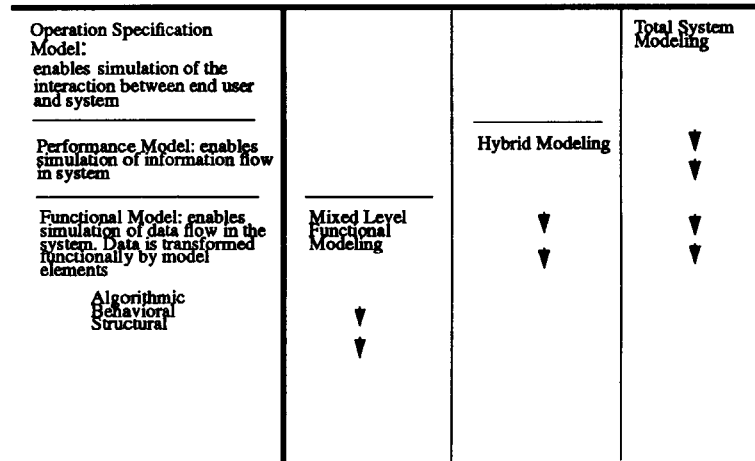 Operation Specification
Model:
enables simulation of the
interaction between end user
and system
Total System
Modeling
Performance Model: enables
simulation of information flow
in system
Hybrid Modeling
Functional Model: enables
simulation of data flow in the
system. Data is transformed
functionally by model
elements
Mixed Level
Functional
Modeling
Algorithmic
Behavioral
Structural